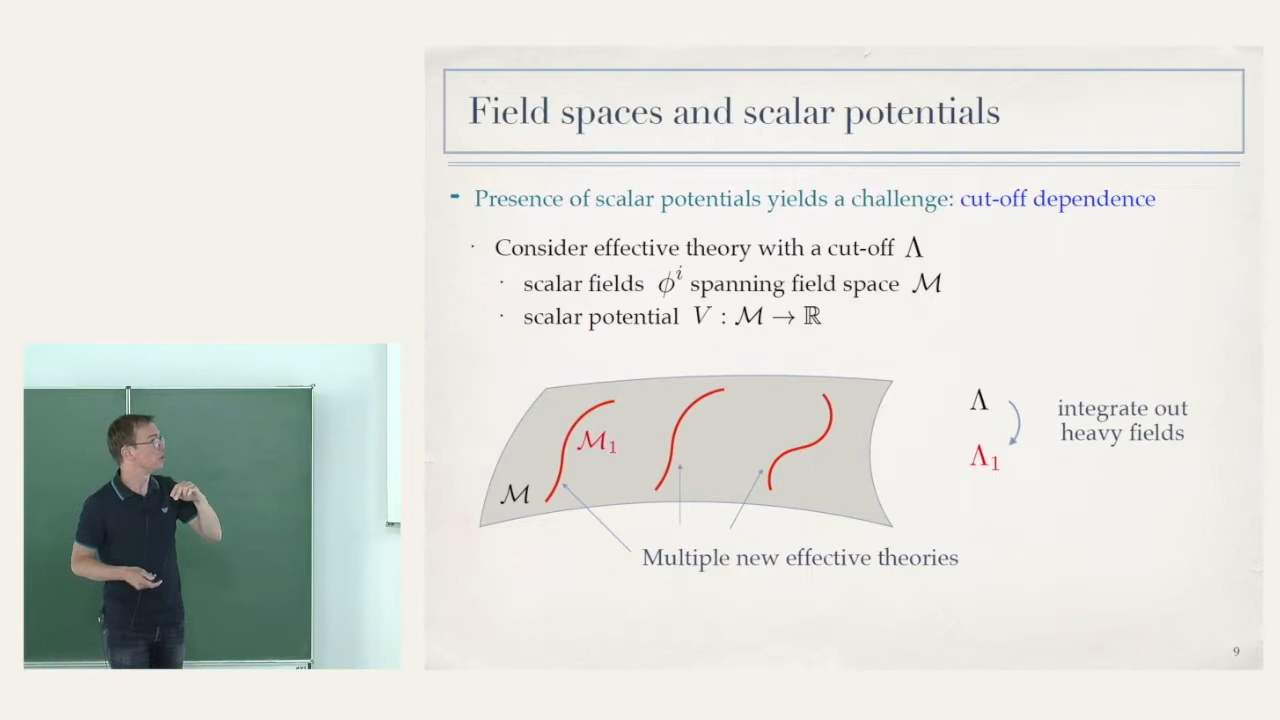 Field spaces and scalar potentials
Presence of scalar potentials yields a challenge: cut-off dependence
· Consider effective theory with a cut-off Λ
· scalar fields ϕ^i spanning field space ℳ
· scalar potential V : ℳ → ℝ
ℳ₁
ℳ
Λ
Λ₁
integrate out
heavy fields
Multiple new effective theories
9